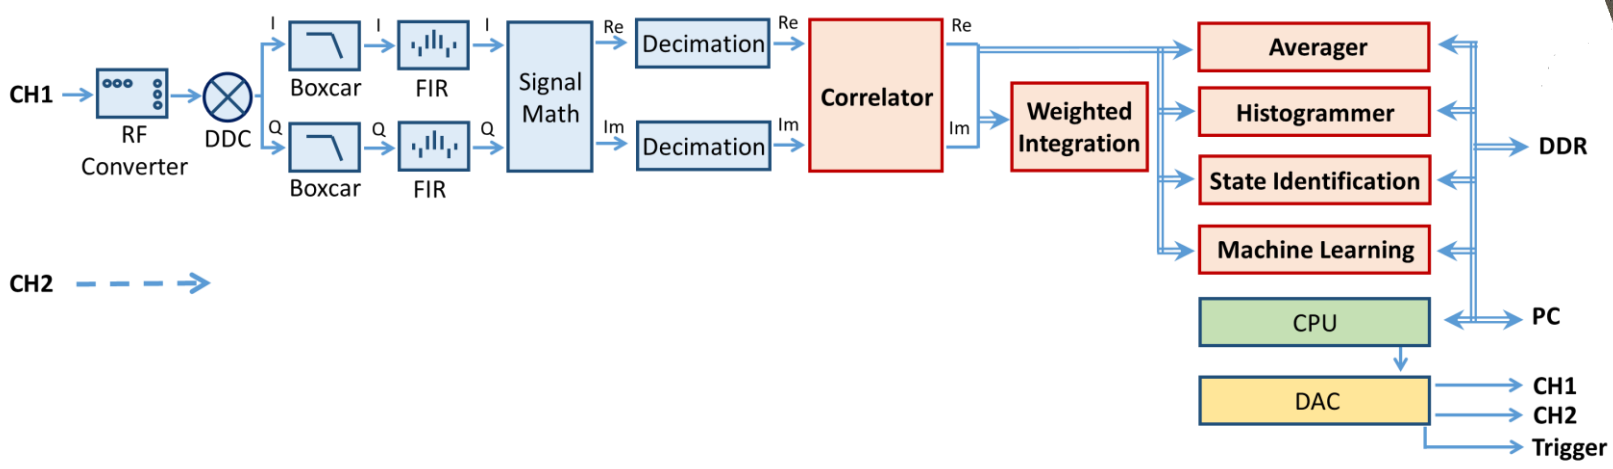 CH1
RF
Converter
DDC
I
Boxcar
I
FIR
I
Q
Boxcar
Q
FIR
Q
Signal
Math
Re
Decimation
Re
Im
Decimation
Im
Correlator
Re
Im
Weighted
Integration
Averager
Histogrammer
State Identification
Machine Learning
DDR
CH2
CPU
PC
DAC
CH1
CH2
Trigger